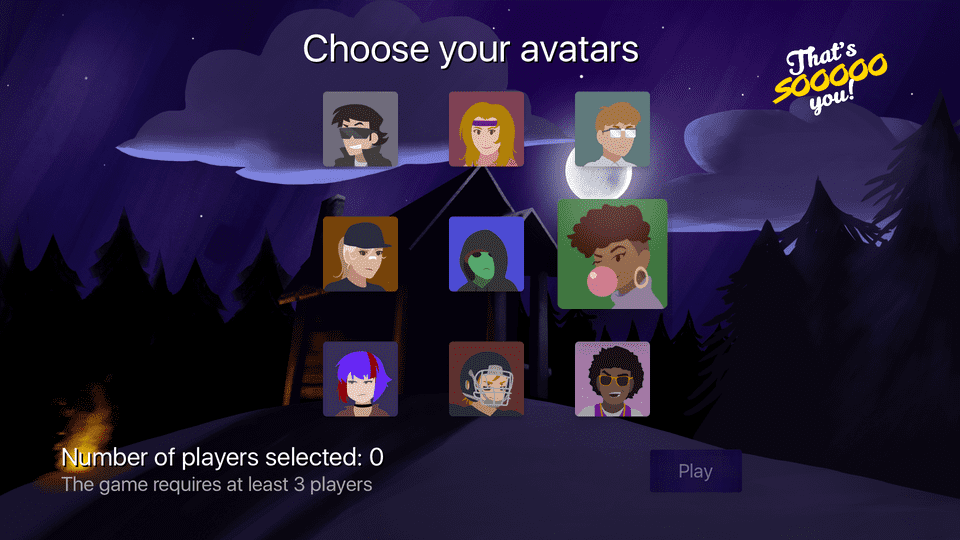 Choose your avatars
That's
SOOOOO
you!
Number of players selected: 0
The game requires at least 3 players
Play